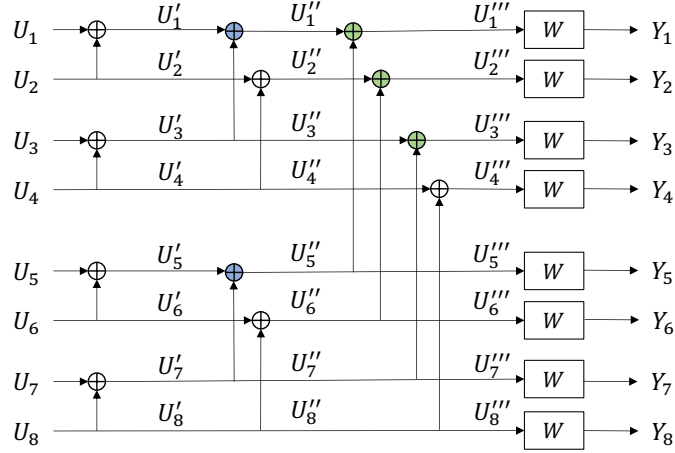 U₁ U₁′ U₁″ U₁‴ W Y₁
U₂ U₂′ U₂″ U₂‴ W Y₂
U₃ U₃′ U₃″ U₃‴ W Y₃
U₄ U₄′ U₄″ U₄‴ W Y₄
U₅ U₅′ U₅″ U₅‴ W Y₅
U₆ U₆′ U₆″ U₆‴ W Y₆
U₇ U₇′ U₇″ U₇‴ W Y₇
U₈ U₈′ U₈″ U₈‴ W Y₈